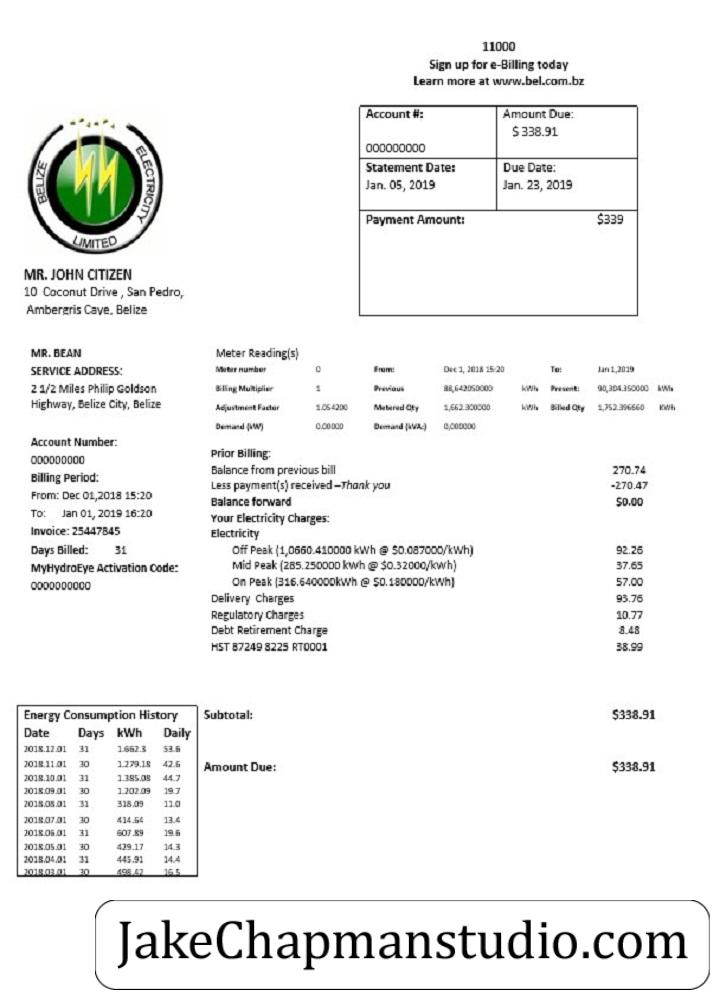 11000
Sign up for e-Billing today
Learn more at www.bel.com.bz
Account #:
000000000
Amount Due:
$ 338.91
Statement Date:
Jan. 05, 2019
Due Date:
Jan. 23, 2019
Payment Amount: $339
BELIZE ELECTRICITY LIMITED
MR. JOHN CITIZEN
10 Coconut Drive , San Pedro,
Ambergris Caye, Belize
MR. BEAN
SERVICE ADDRESS:
2 1/2 Miles Philip Goldson
Highway, Belize City, Belize
Account Number:
000000000
Billing Period:
From: Dec 01,2018 15:20
To: Jan 01, 2019 16:20
Invoice: 25447845
Days Billed: 31
MyHydroEye Activation Code:
0000000000
Meter Reading(s)
Meter number 0 From: Dec 1, 2018 15:20 To: Jan 1,2019
Billing Multiplier 1 Previous 88,642050000 kWh Present: 90,304.350000 kWh
Adjustment Factor 1.054200 Metered Qty 1,662.300000 kWh Billed Qty 1,752.396660 KWh
Demand (kW) 0.00000 Demand (kVA:) 0,000000
Prior Billing:
Balance from previous bill 270.74
Less payment(s) received –Thank you -270.47
Balance forward $0.00
Your Electricity Charges:
Electricity
Off Peak (1,0660.410000 kWh @ $0.087000/kWh) 92.26
Mid Peak (285.250000 kWh @ $0.32000/kWh) 37.65
On Peak (316.640000kWh @ $0.180000/kWh) 57.00
Delivery Charges 93.76
Regulatory Charges 10.77
Debt Retirement Charge 8.48
HST 87249 8225 RT0001 38.99
Energy Consumption History
Date Days kWh Daily
2018.12.01 31 1.662.3 53.6
2018.11.01 30 1.279.18 42.6
2018.10.01 31 1.385.08 44.7
2018.09.01 30 1.202.09 19.7
2018.08.01 31 318.09 11.0
2018.07.01 30 414.64 13.4
2018.06.01 31 607.89 19.6
2018.05.01 30 429.17 14.3
2018.04.01 31 445.91 14.4
2018.03.01 30 498.42 16.5
Subtotal: $338.91
Amount Due: $338.91
JakeChapmanstudio.com